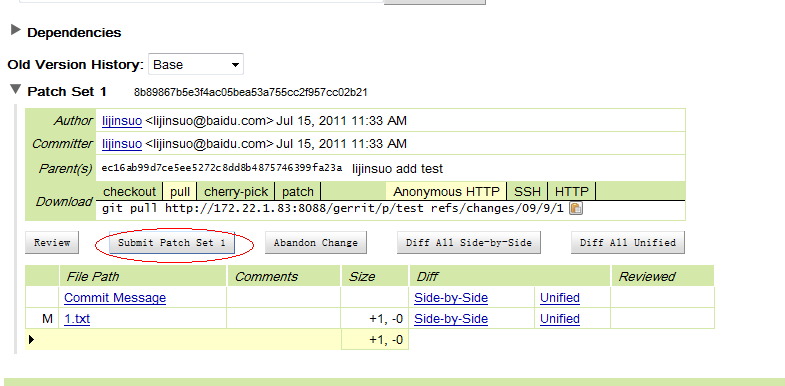 Dependencies
Old Version History: Base
Patch Set 1 8b89867b5e3f4ac05bea53a755cc2f957cc02b21
Author lijinsuo <lijinsuo@baidu.com> Jul 15, 2011 11:33 AM
Committer lijinsuo <lijinsuo@baidu.com> Jul 15, 2011 11:33 AM
Parent(s) ec16ab99d7ce5ee5272c8dd8b4875746399fa23a lijinsuo add test
Download checkout pull cherry-pick patch Anonymous HTTP SSH HTTP
git pull http://172.22.1.83:8088/gerrit/p/test refs/changes/09/9/1
Review Submit Patch Set 1 Abandon Change Diff All Side-by-Side Diff All Unified
File Path Comments Size Diff Reviewed
Commit Message Side-by-Side Unified
M 1.txt +1, -0 Side-by-Side Unified
+1, -0